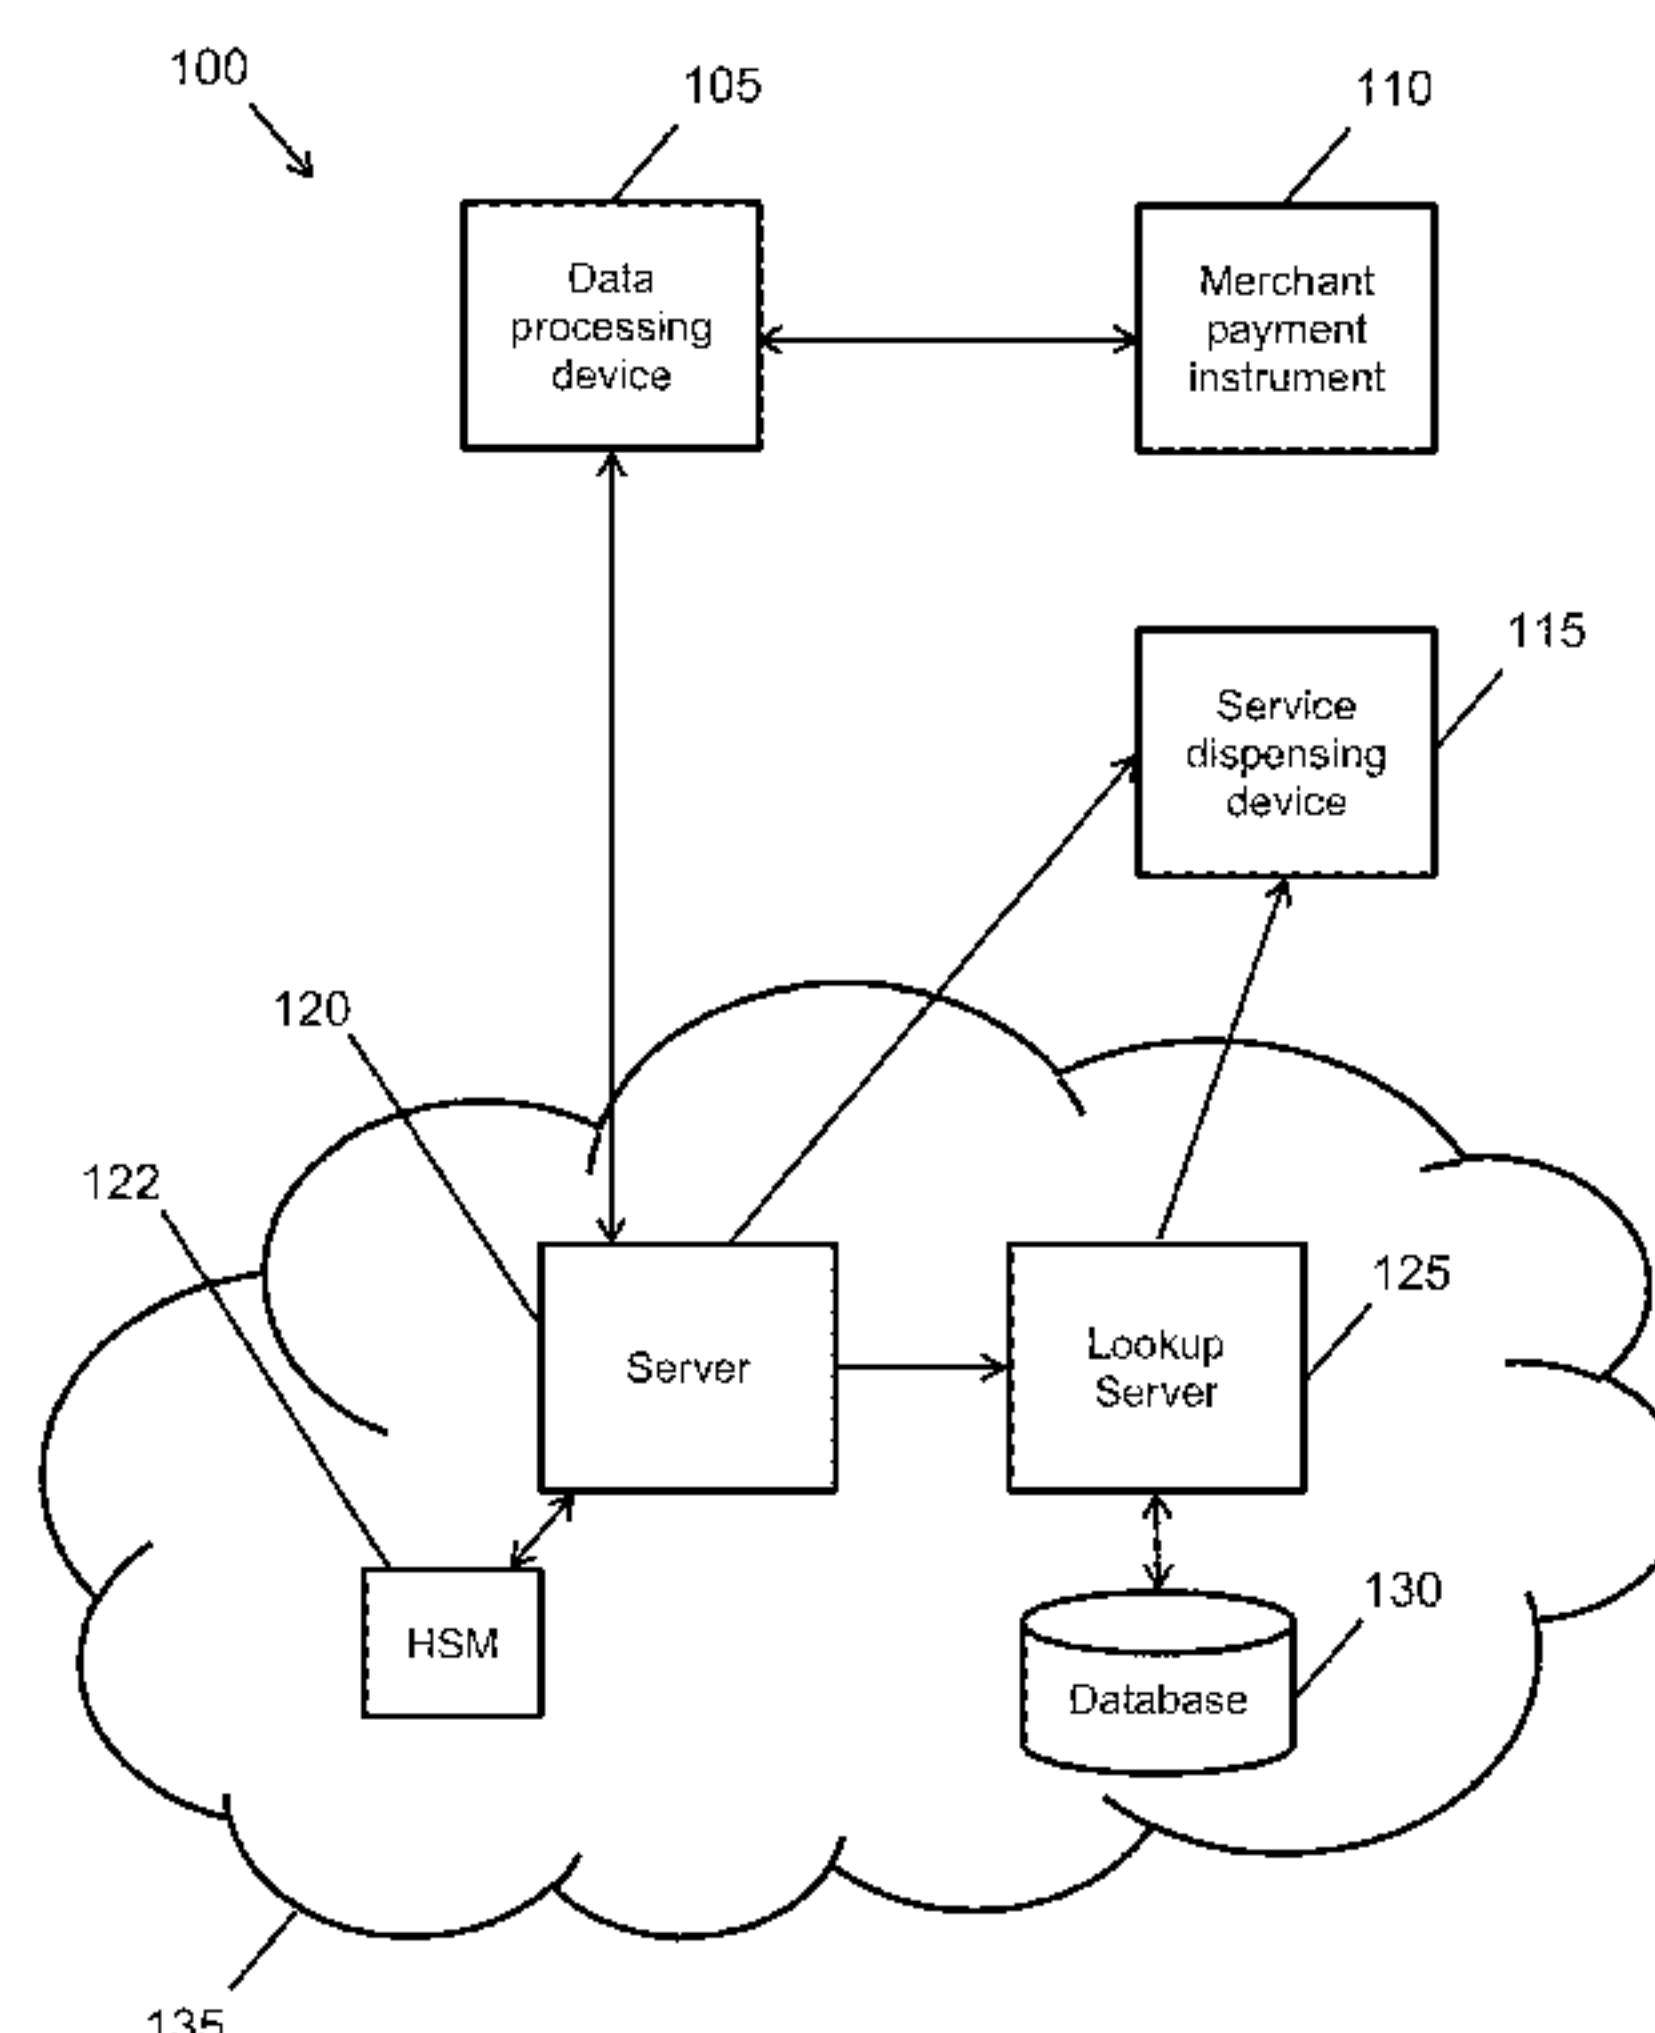 100
105
110
Data
processing
device
Merchant
payment
instrument
115
Service
dispensing
device
120
122
125
Server
Lookup
Server
130
HSM
Database
135